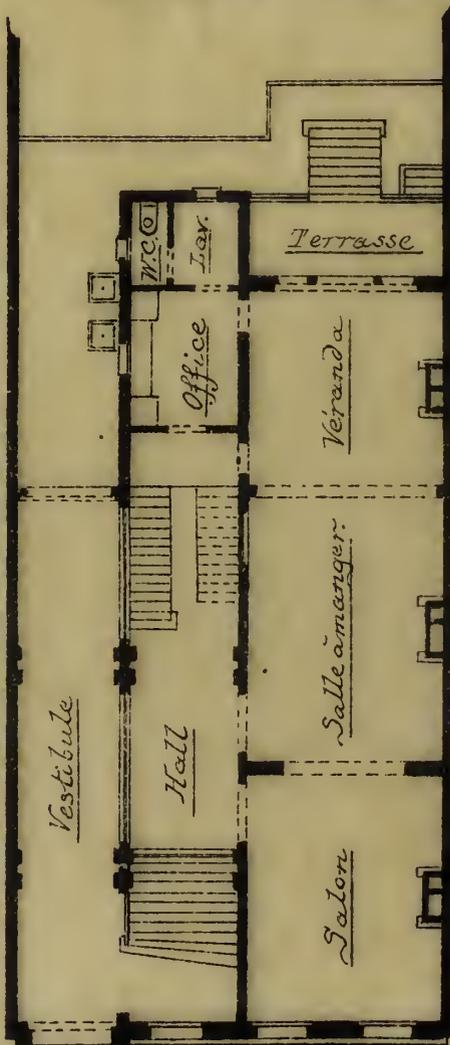 Terrasse
W.C.
Lav.
Office
Véranda
Salle à manger.
Vestibule
Hall
Salon